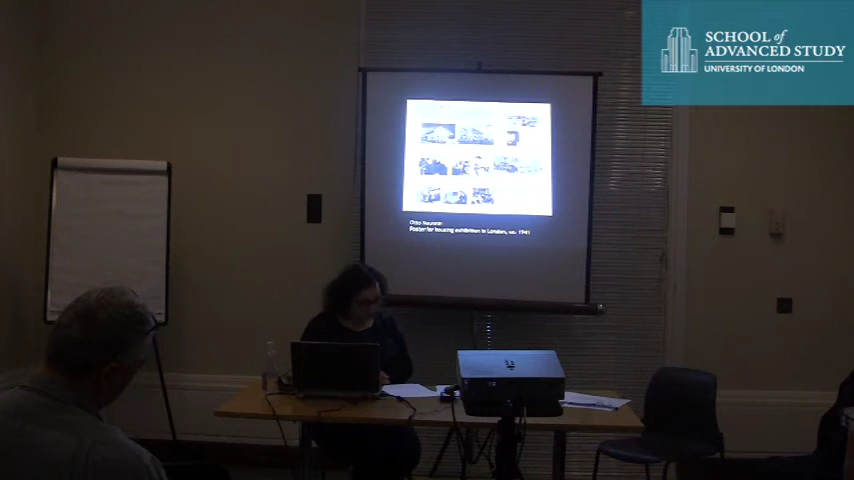 SCHOOL of
ADVANCED STUDY
UNIVERSITY OF LONDON
Otto Neurath
Poster for housing exhibition in London, ca. 1941